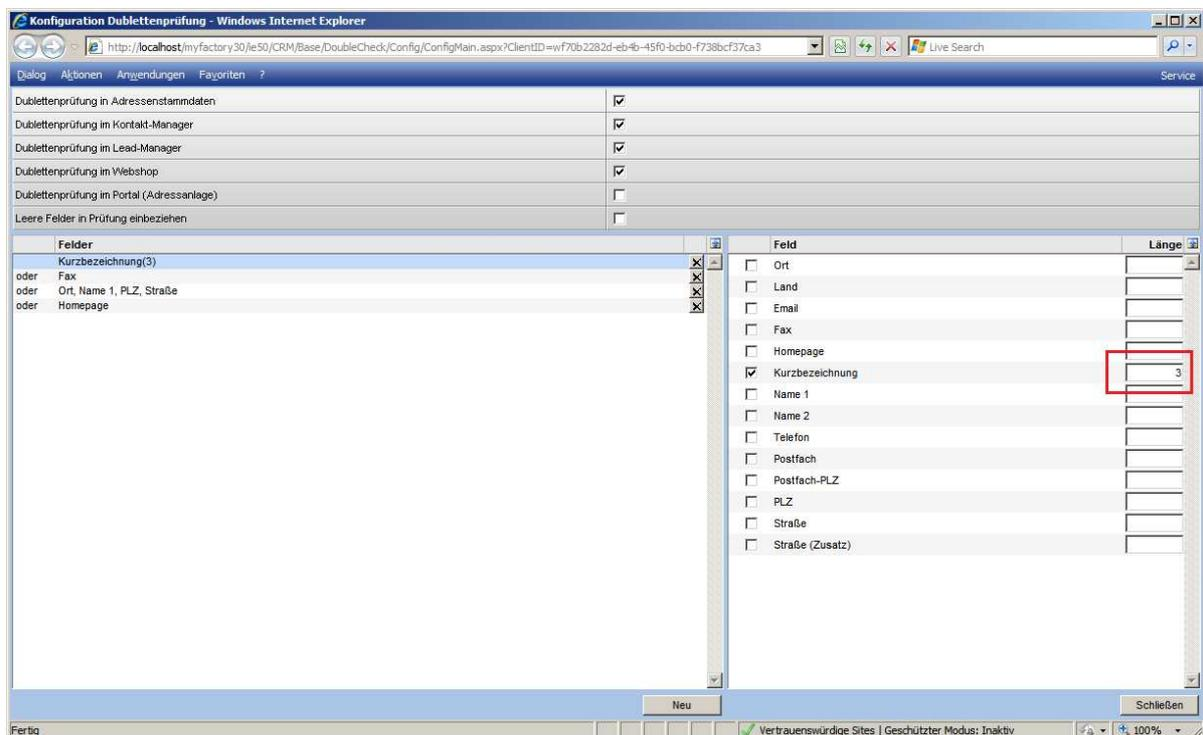 Konfiguration Dublettenprüfung - Windows Internet Explorer
http://localhost/myfactory30/ie50/CRM/Base/DoubleCheck/Config/ConfigMain.aspx?ClientID=wf70b2282d-eb4b-45f0-bcb0-f738bcf37ca3
Live Search
Dialog Aktionen Anwendungen Favoriten ? Service
Dublettenprüfung in Adressenstammdaten
Dublettenprüfung im Kontakt-Manager
Dublettenprüfung im Lead-Manager
Dublettenprüfung im Webshop
Dublettenprüfung im Portal (Adressanlage)
Leere Felder in Prüfung einbeziehen
Felder
Kurzbezeichnung(3)
oder Fax
oder Ort, Name 1, PLZ, Straße
oder Homepage
Feld Länge
Ort
Land
Email
Fax
Homepage
Kurzbezeichnung 3
Name 1
Name 2
Telefon
Postfach
Postfach-PLZ
PLZ
Straße
Straße (Zusatz)
Neu
Schließen
Fertig
Vertrauenswürdige Sites | Geschützter Modus: Inaktiv
100%